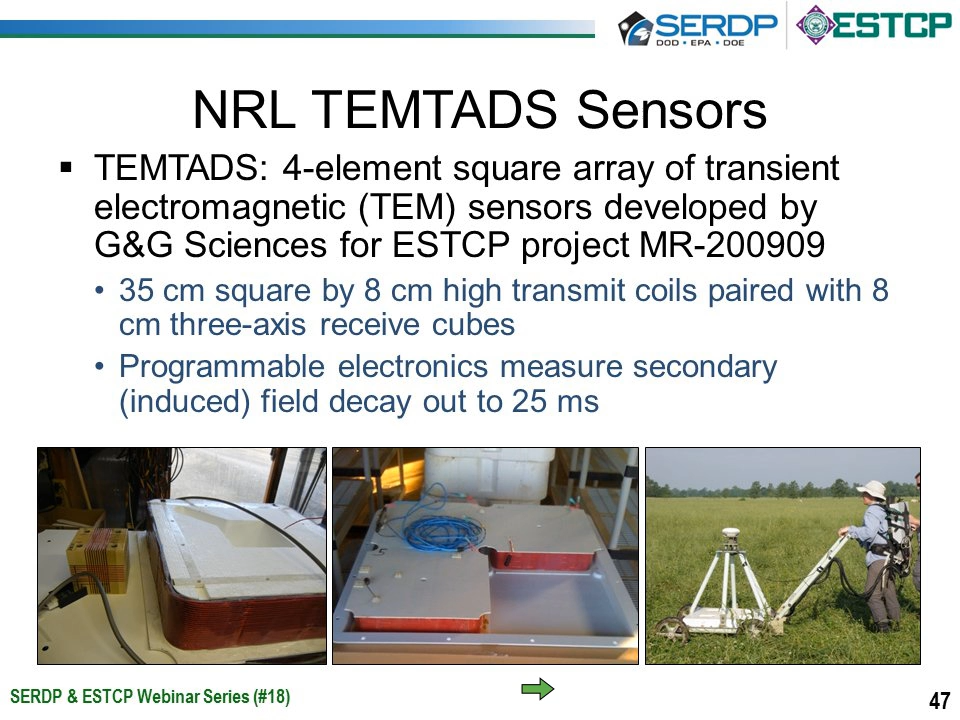 SERDP
DOD • EPA • DOE
ESTCP
NRL TEMTADS Sensors
▪ TEMTADS: 4-element square array of transient
electromagnetic (TEM) sensors developed by
G&G Sciences for ESTCP project MR-200909
• 35 cm square by 8 cm high transmit coils paired with 8
cm three-axis receive cubes
• Programmable electronics measure secondary
(induced) field decay out to 25 ms
SERDP & ESTCP Webinar Series (#18)
47